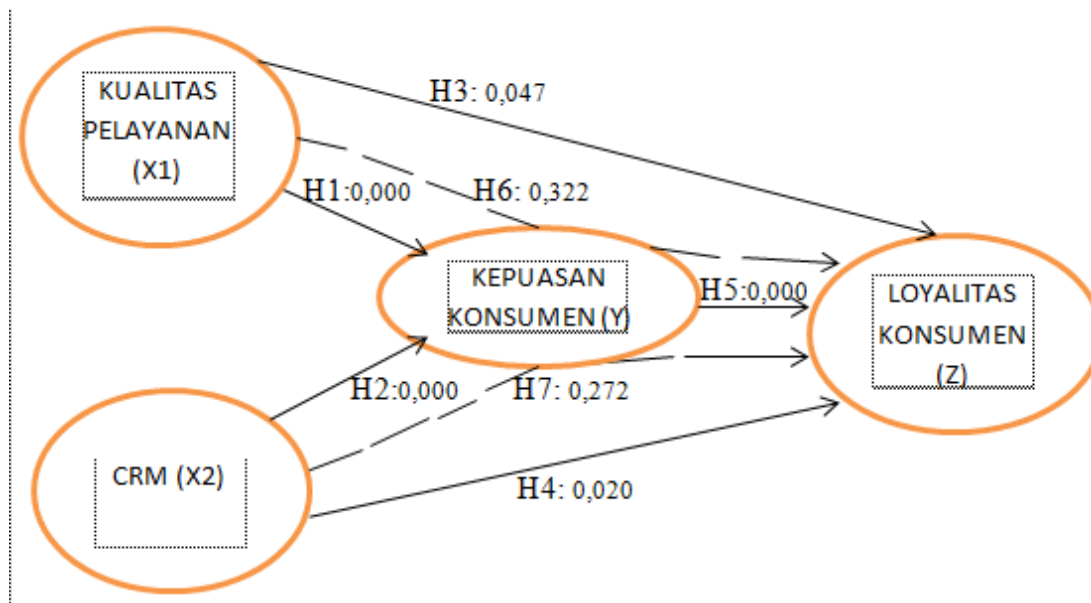 KUALITAS
PELAYANAN
(X1)
H3: 0,047
H1:0,000
H6: 0,322
KEPUASAN
KONSUMEN (Y)
H5:0,000
LOYALITAS
KONSUMEN
(Z)
H2:0,000
H7: 0,272
CRM (X2)
H4: 0,020